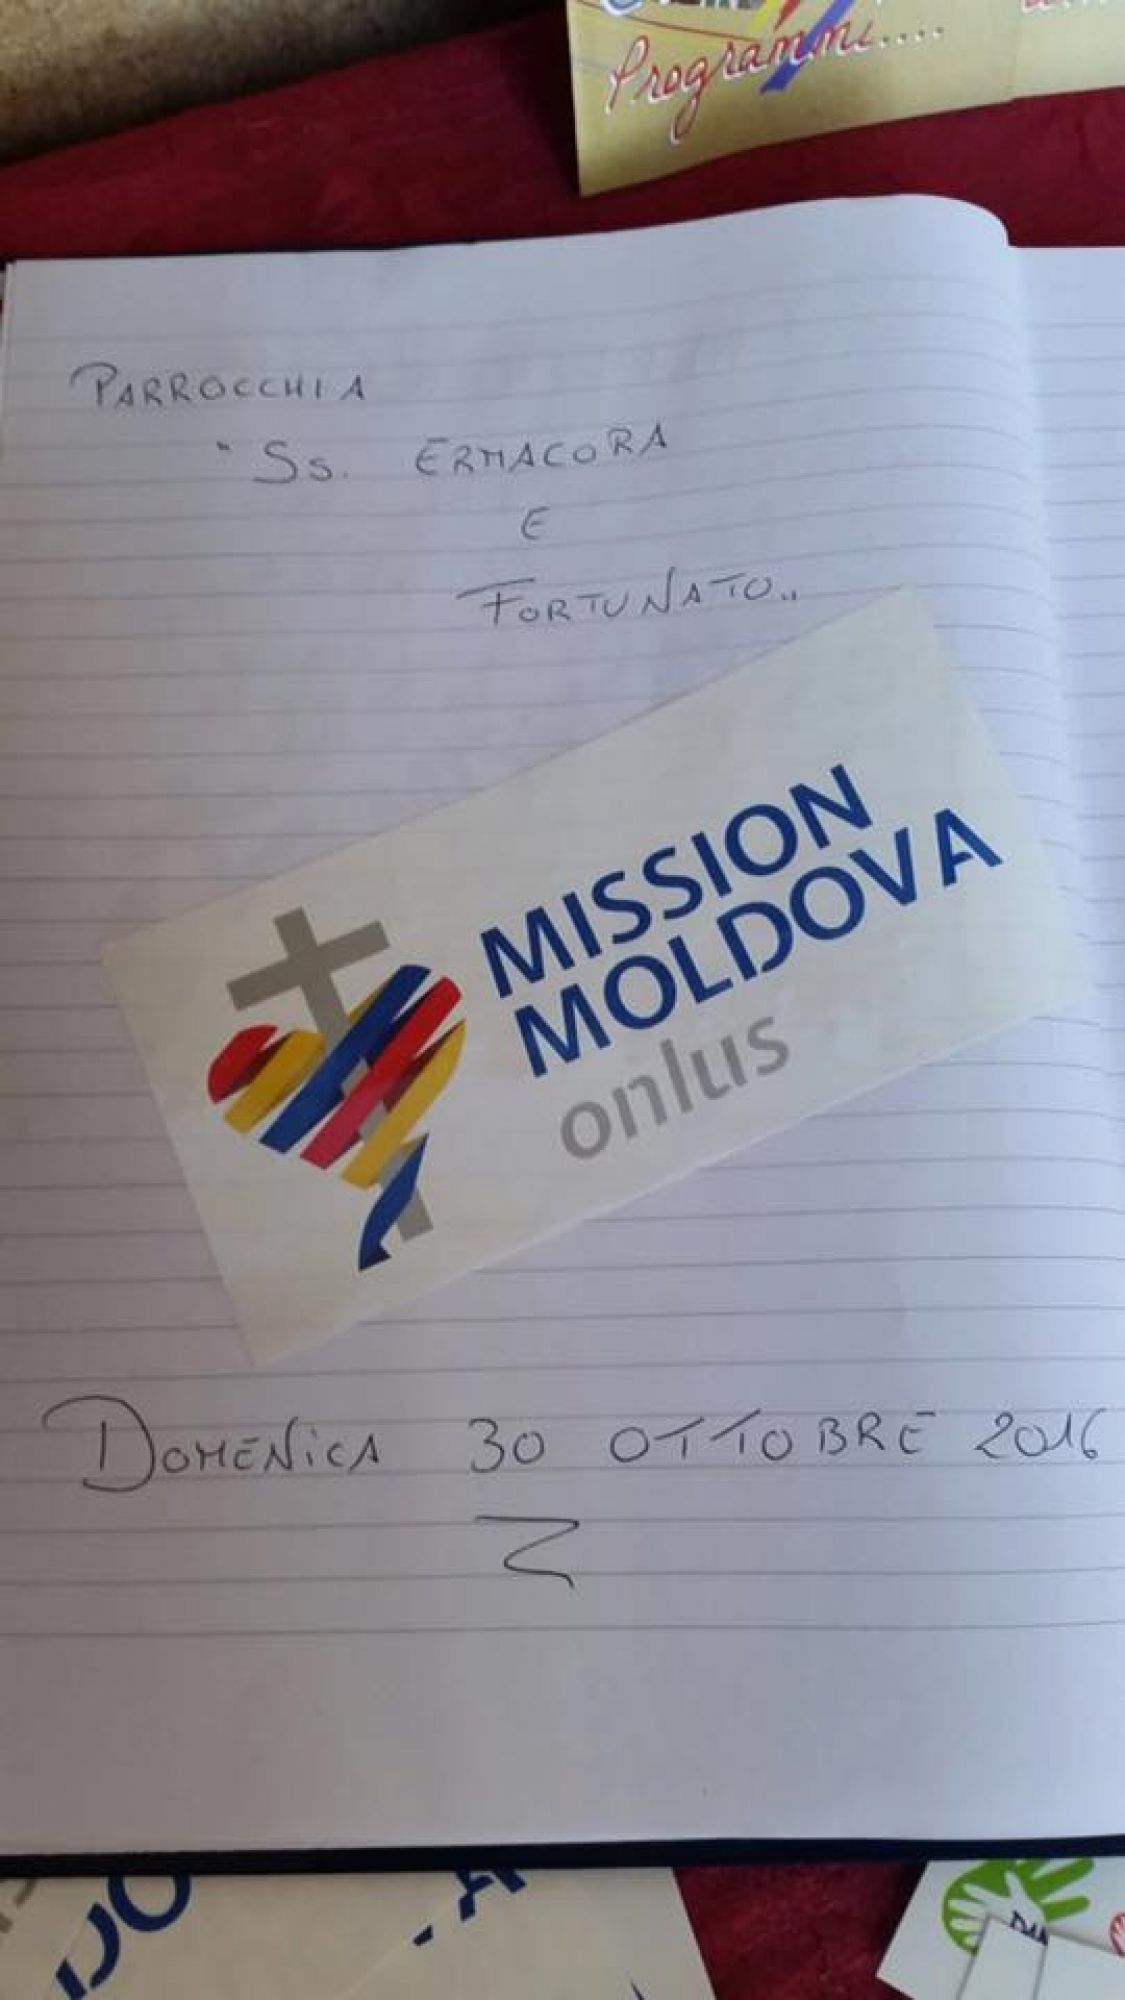 Programmi....
PARROCCHIA
" Ss. ERMACORA
E
FORTUNATO..
MISSION
MOLDOVA
onlus
DOMENICA 30 OTTOBRE 2016